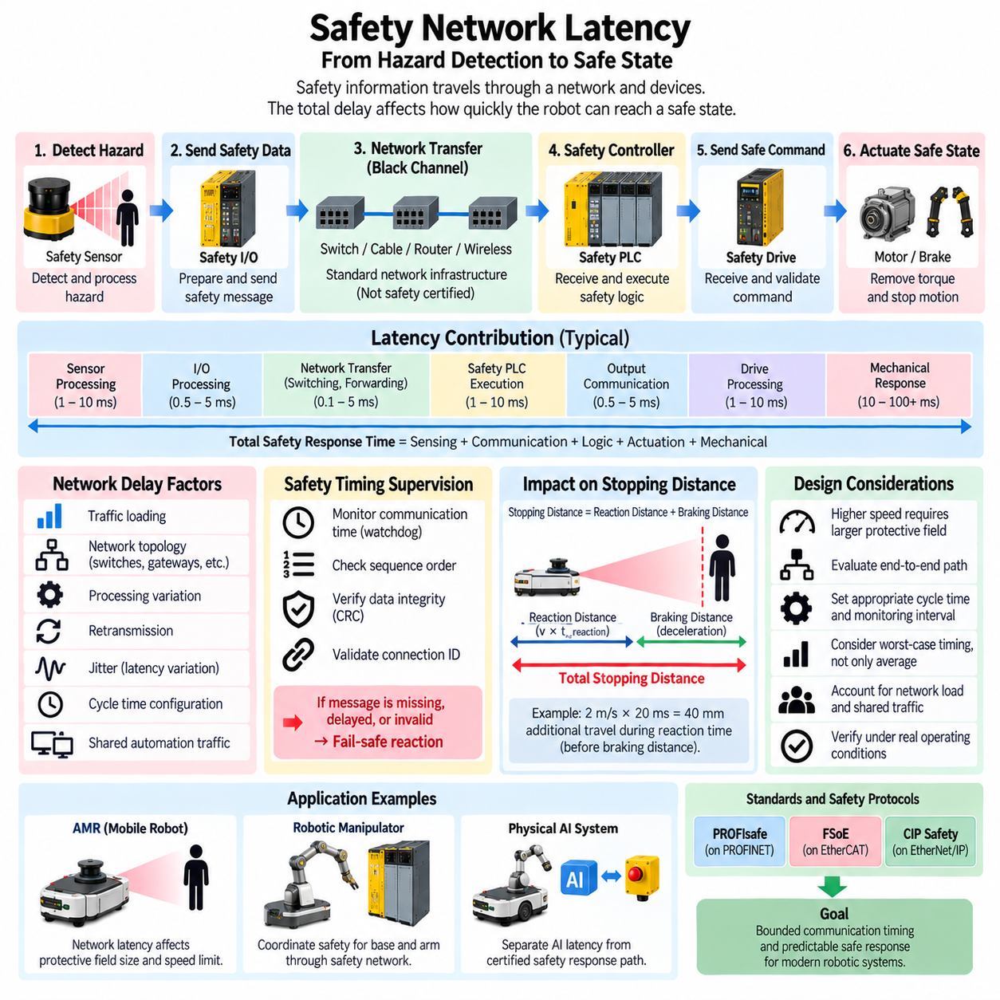 Safety Network Latency
From Hazard Detection to Safe State
Safety information travels through a network and devices.
The total delay affects how quickly the robot can reach a safe state.
1. Detect Hazard
Safety Sensor
Detect and process
hazard
2. Send Safety Data
Safety I/O
Prepare and send
safety message
3. Network Transfer
(Black Channel)
Switch / Cable / Router / Wireless
Standard network infrastructure
(Not safety certified)
4. Safety Controller
Safety PLC
Receive and execute
safety logic
5. Send Safe Command
Safety Drive
Receive and validate
command
6. Actuate Safe State
Motor / Brake
Remove torque
and stop motion
Latency Contribution (Typical)
Sensor
Processing
(1 – 10 ms)
I/O
Processing
(0.5 – 5 ms)
Network Transfer
(Switching, Forwarding)
(0.1 – 5 ms)
Safety PLC
Execution
(1 – 10 ms)
Output
Communication
(0.5 – 5 ms)
Drive
Processing
(1 – 10 ms)
Mechanical
Response
(10 – 100+ ms)
Total Safety Response Time = Sensing + Communication + Logic + Actuation + Mechanical
Network Delay Factors
Traffic loading
Network topology
(switches, gateways, etc.)
Processing variation
Retransmission
Jitter (latency variation)
Cycle time configuration
Shared automation traffic
Safety Timing Supervision
Monitor communication
time (watchdog)
1
2
3
Check sequence order
Verify data integrity
(CRC)
Validate connection ID
If message is missing,
delayed, or invalid
→ Fail-safe reaction
Impact on Stopping Distance
Stopping Distance = Reaction Distance + Braking Distance
Reaction Distance
(v × t reaction)
Braking Distance
(deceleration)
Total Stopping Distance
Example: 2 m/s × 20 ms = 40 mm
additional travel during reaction time
(before braking distance).
Design Considerations
Higher speed requires
larger protective field
Evaluate end-to-end path
Set appropriate cycle time
and monitoring interval
Consider worst-case timing,
not only average
Account for network load
and shared traffic
Verify under real operating
conditions
Application Examples
AMR (Mobile Robot)
Network latency affects
protective field size and speed limit.
Robotic Manipulator
Coordinate safety for base and arm
through safety network.
Physical AI System
AI
Separate AI latency from
certified safety response path.
Standards and Safety Protocols
PROFIsafe
(on PROFINET)
FSoE
(on EtherCAT)
CIP Safety
(on EtherNet/IP)
Goal
Bounded communication timing
and predictable safe response
for modern robotic systems.